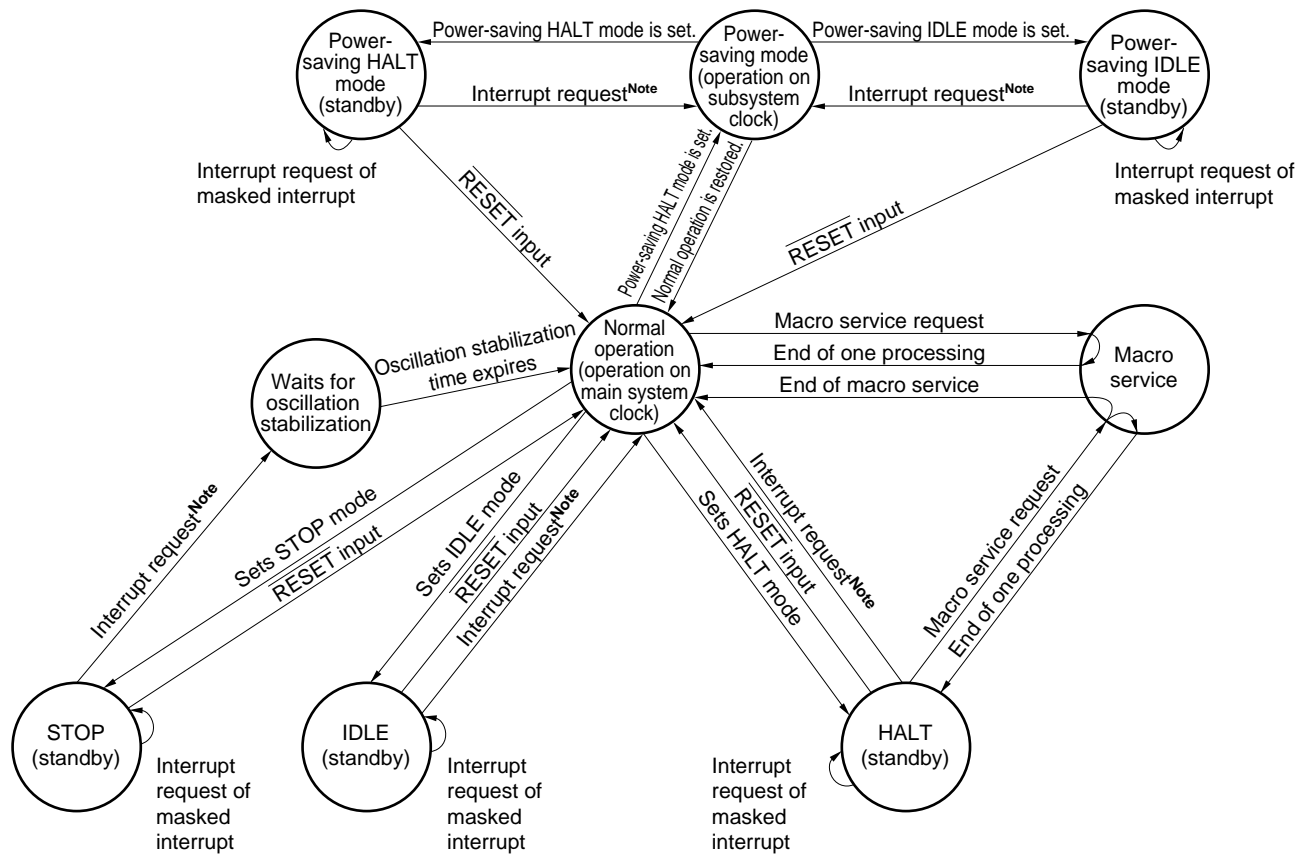 Power-saving HALT mode is set.
Power-saving IDLE mode is set.
Power-
saving HALT
mode
(standby)
Power-
saving mode
(operation on
subsystem
clock)
Power-
saving IDLE
mode
(standby)
Interrupt requestNote
Interrupt requestNote
Interrupt request of
masked interrupt
Interrupt request of
masked interrupt
RESET input
Power-saving HALT mode is set.
Normal operation is restored.
RESET input
Waits for
oscillation
stabilization
Oscillation stabilization
time expires
Normal
operation
(operation on
main system
clock)
Macro service request
End of one processing
End of macro service
Macro
service
Interrupt requestNote
Sets STOP mode
RESET input
Sets IDLE mode
RESET input
Interrupt requestNote
Sets HALT mode
RESET input
Interrupt requestNote
Macro service request
End of one processing
STOP
(standby)
IDLE
(standby)
HALT
(standby)
Interrupt
request of
masked
interrupt
Interrupt
request of
masked
interrupt
Interrupt
request of
masked
interrupt